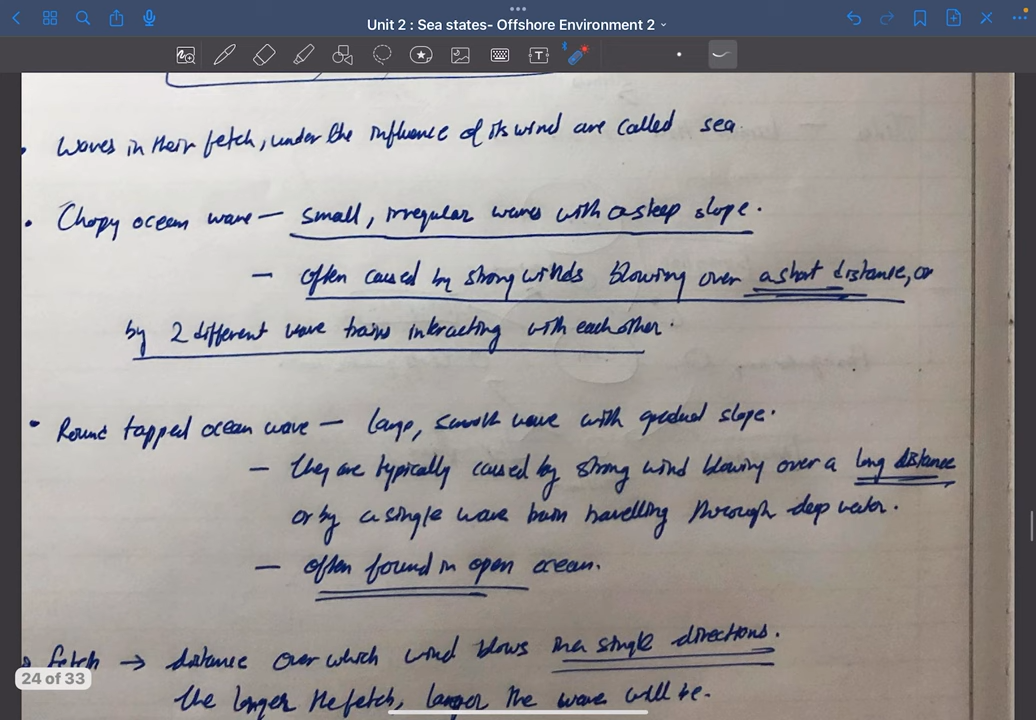 Unit 2 : Sea states- Offshore Environment 2
Waves in their fetch, under the influence of its wind are called sea.
Chopy ocean wave — small, irregular waves with a steep slope.
— often caused by strong winds blowing over a short distance, or
by 2 different wave trains interacting with each other.
Round tapped ocean wave — large, smooth wave with gradual slope.
— they are typically caused by strong wind blowing over a long distance
or by a single wave train travelling through deep water.
— often found in open ocean.
fetch → distance over which wind blows in a single directions.
24 of 33
the longer the fetch, larger the wave will be.